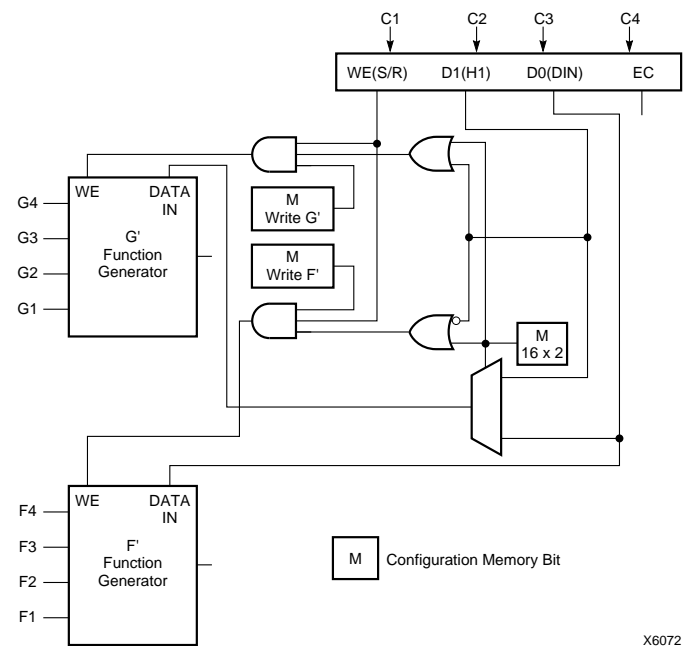 C1 C2 C3 C4
WE(S/R) D1(H1) D0(DIN) EC
WE DATA IN
G4
G3
G2
G1
G' Function Generator
M
Write G'
M
Write F'
M
16 x 2
WE DATA IN
F4
F3
F2
F1
F' Function Generator
M Configuration Memory Bit
X6072